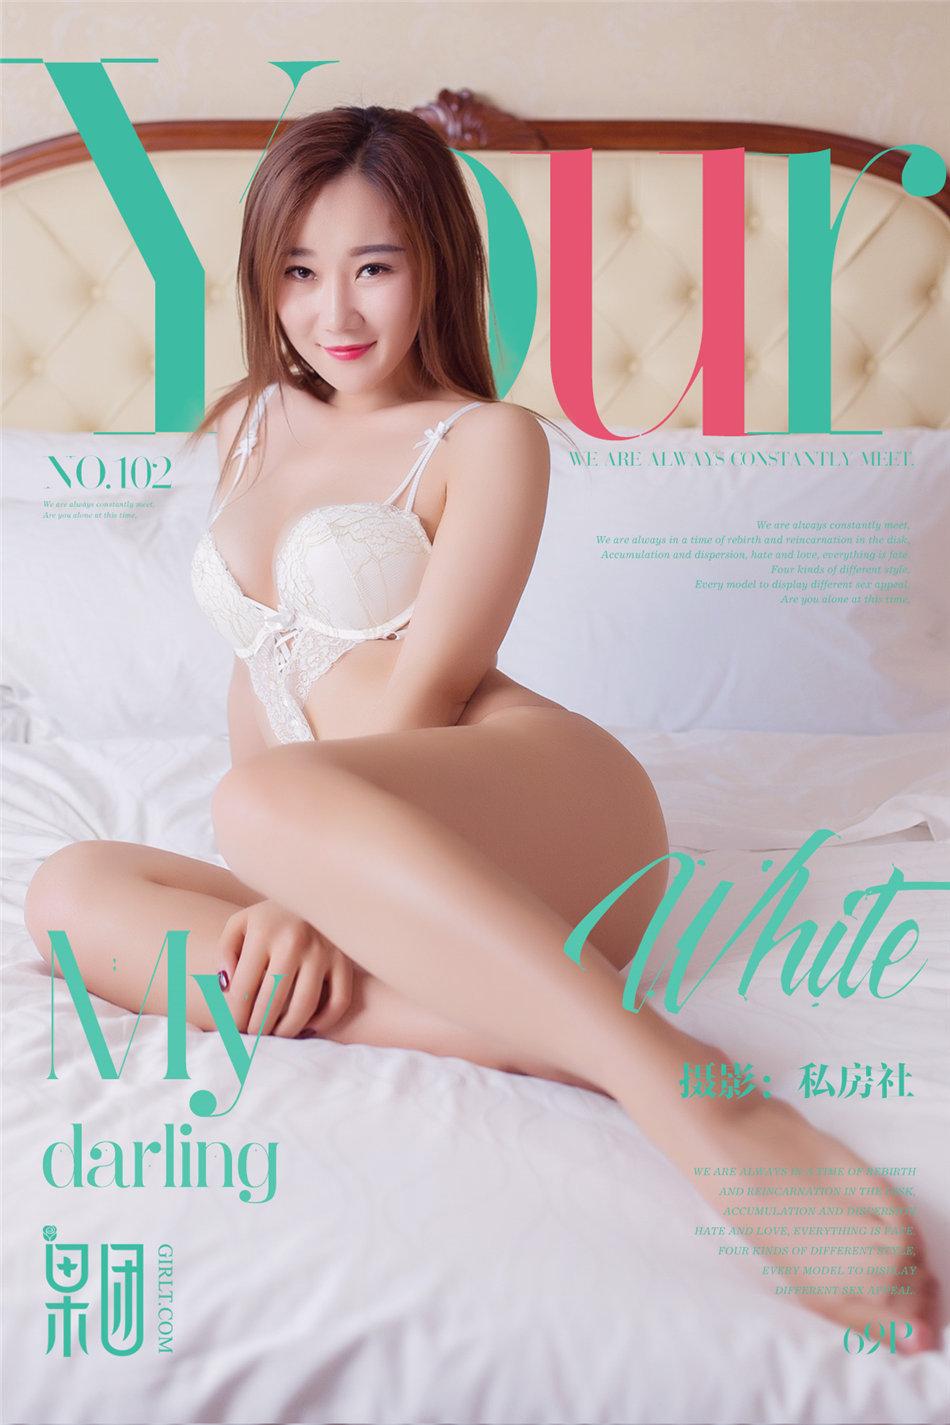 Your
NO.102
We are always constantly meet.
Are you alone at this time,
WE ARE ALWAYS CONSTANTLY MEET.
We are always constantly meet,
We are always in a time of rebirth and reincarnation in the disk,
Accumulation and dispersion, hate and love, everything is fate.
Four kinds of different style,
Every model to display different sex appeal.
Are you alone at this time,
White
My
darling
摄影：私房社
WE ARE ALWAYS IN A TIME OF REBIRTH
AND REINCARNATION IN THE DISK,
ACCUMULATION AND DISPERSION
HATE AND LOVE, EVERYTHING IS FATE.
FOUR KINDS OF DIFFERENT STYLE,
EVERY MODEL TO DISPLAY
DIFFERENT SEX APPEAL.
果团
GIRLT.COM
69P